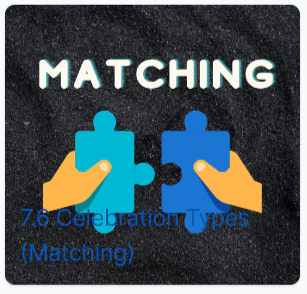 MATCHING
7.6 Celebration Types
(Matching)